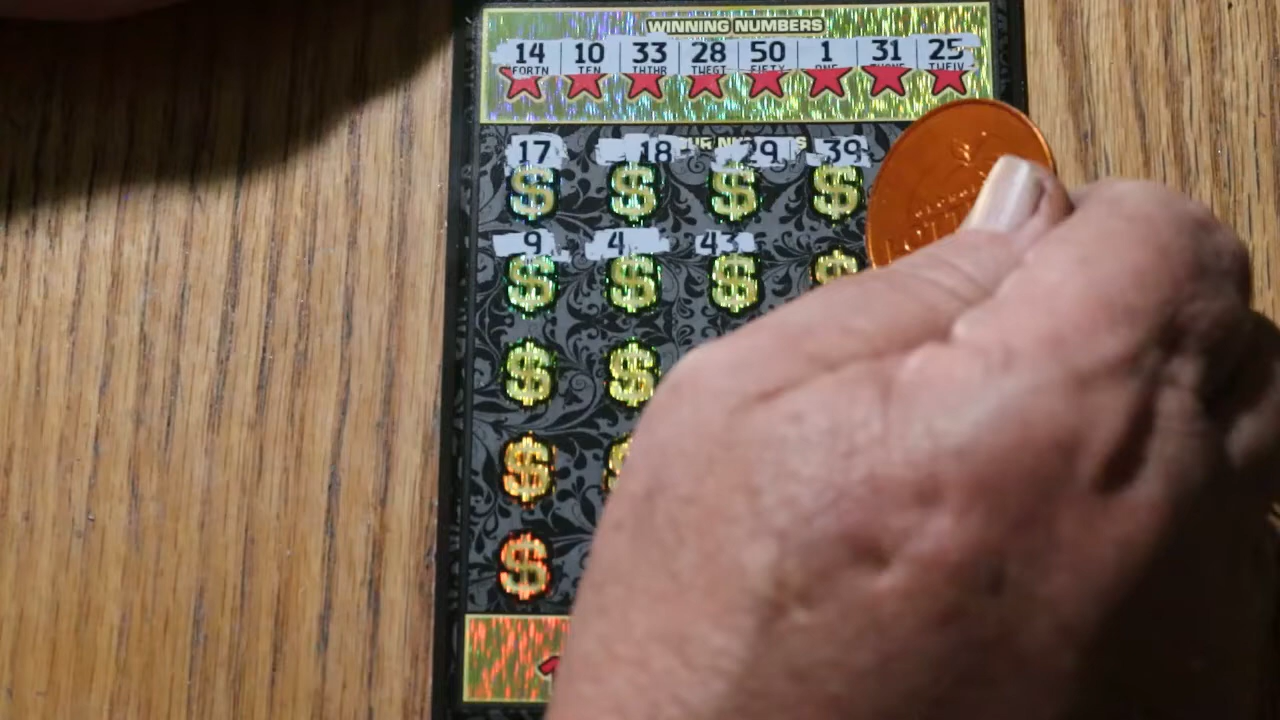 WINNING NUMBERS
14 10 33 28 50 1 31 25
FORTN TEN THTHR TWEGT FIFTY ONE TWFIV
17 18 29 39
9 4 43